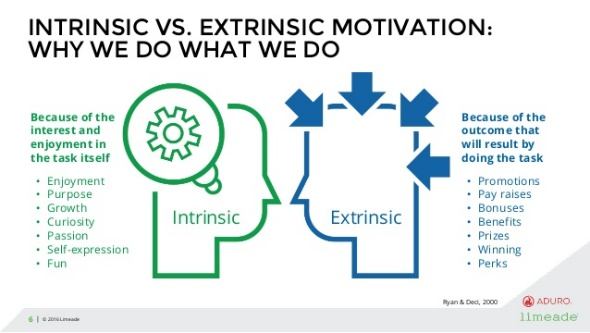 INTRINSIC VS. EXTRINSIC MOTIVATION:
WHY WE DO WHAT WE DO
Because of the
interest and
enjoyment in
the task itself
• Enjoyment
• Purpose
• Growth
• Curiosity
• Passion
• Self-expression
• Fun
Intrinsic
Extrinsic
Because of the
outcome that
will result by
doing the task
• Promotions
• Pay raises
• Bonuses
• Benefits
• Prizes
• Winning
• Perks
Ryan & Deci, 2000
6 | © 2016 Limeade
ADURO.
limeade